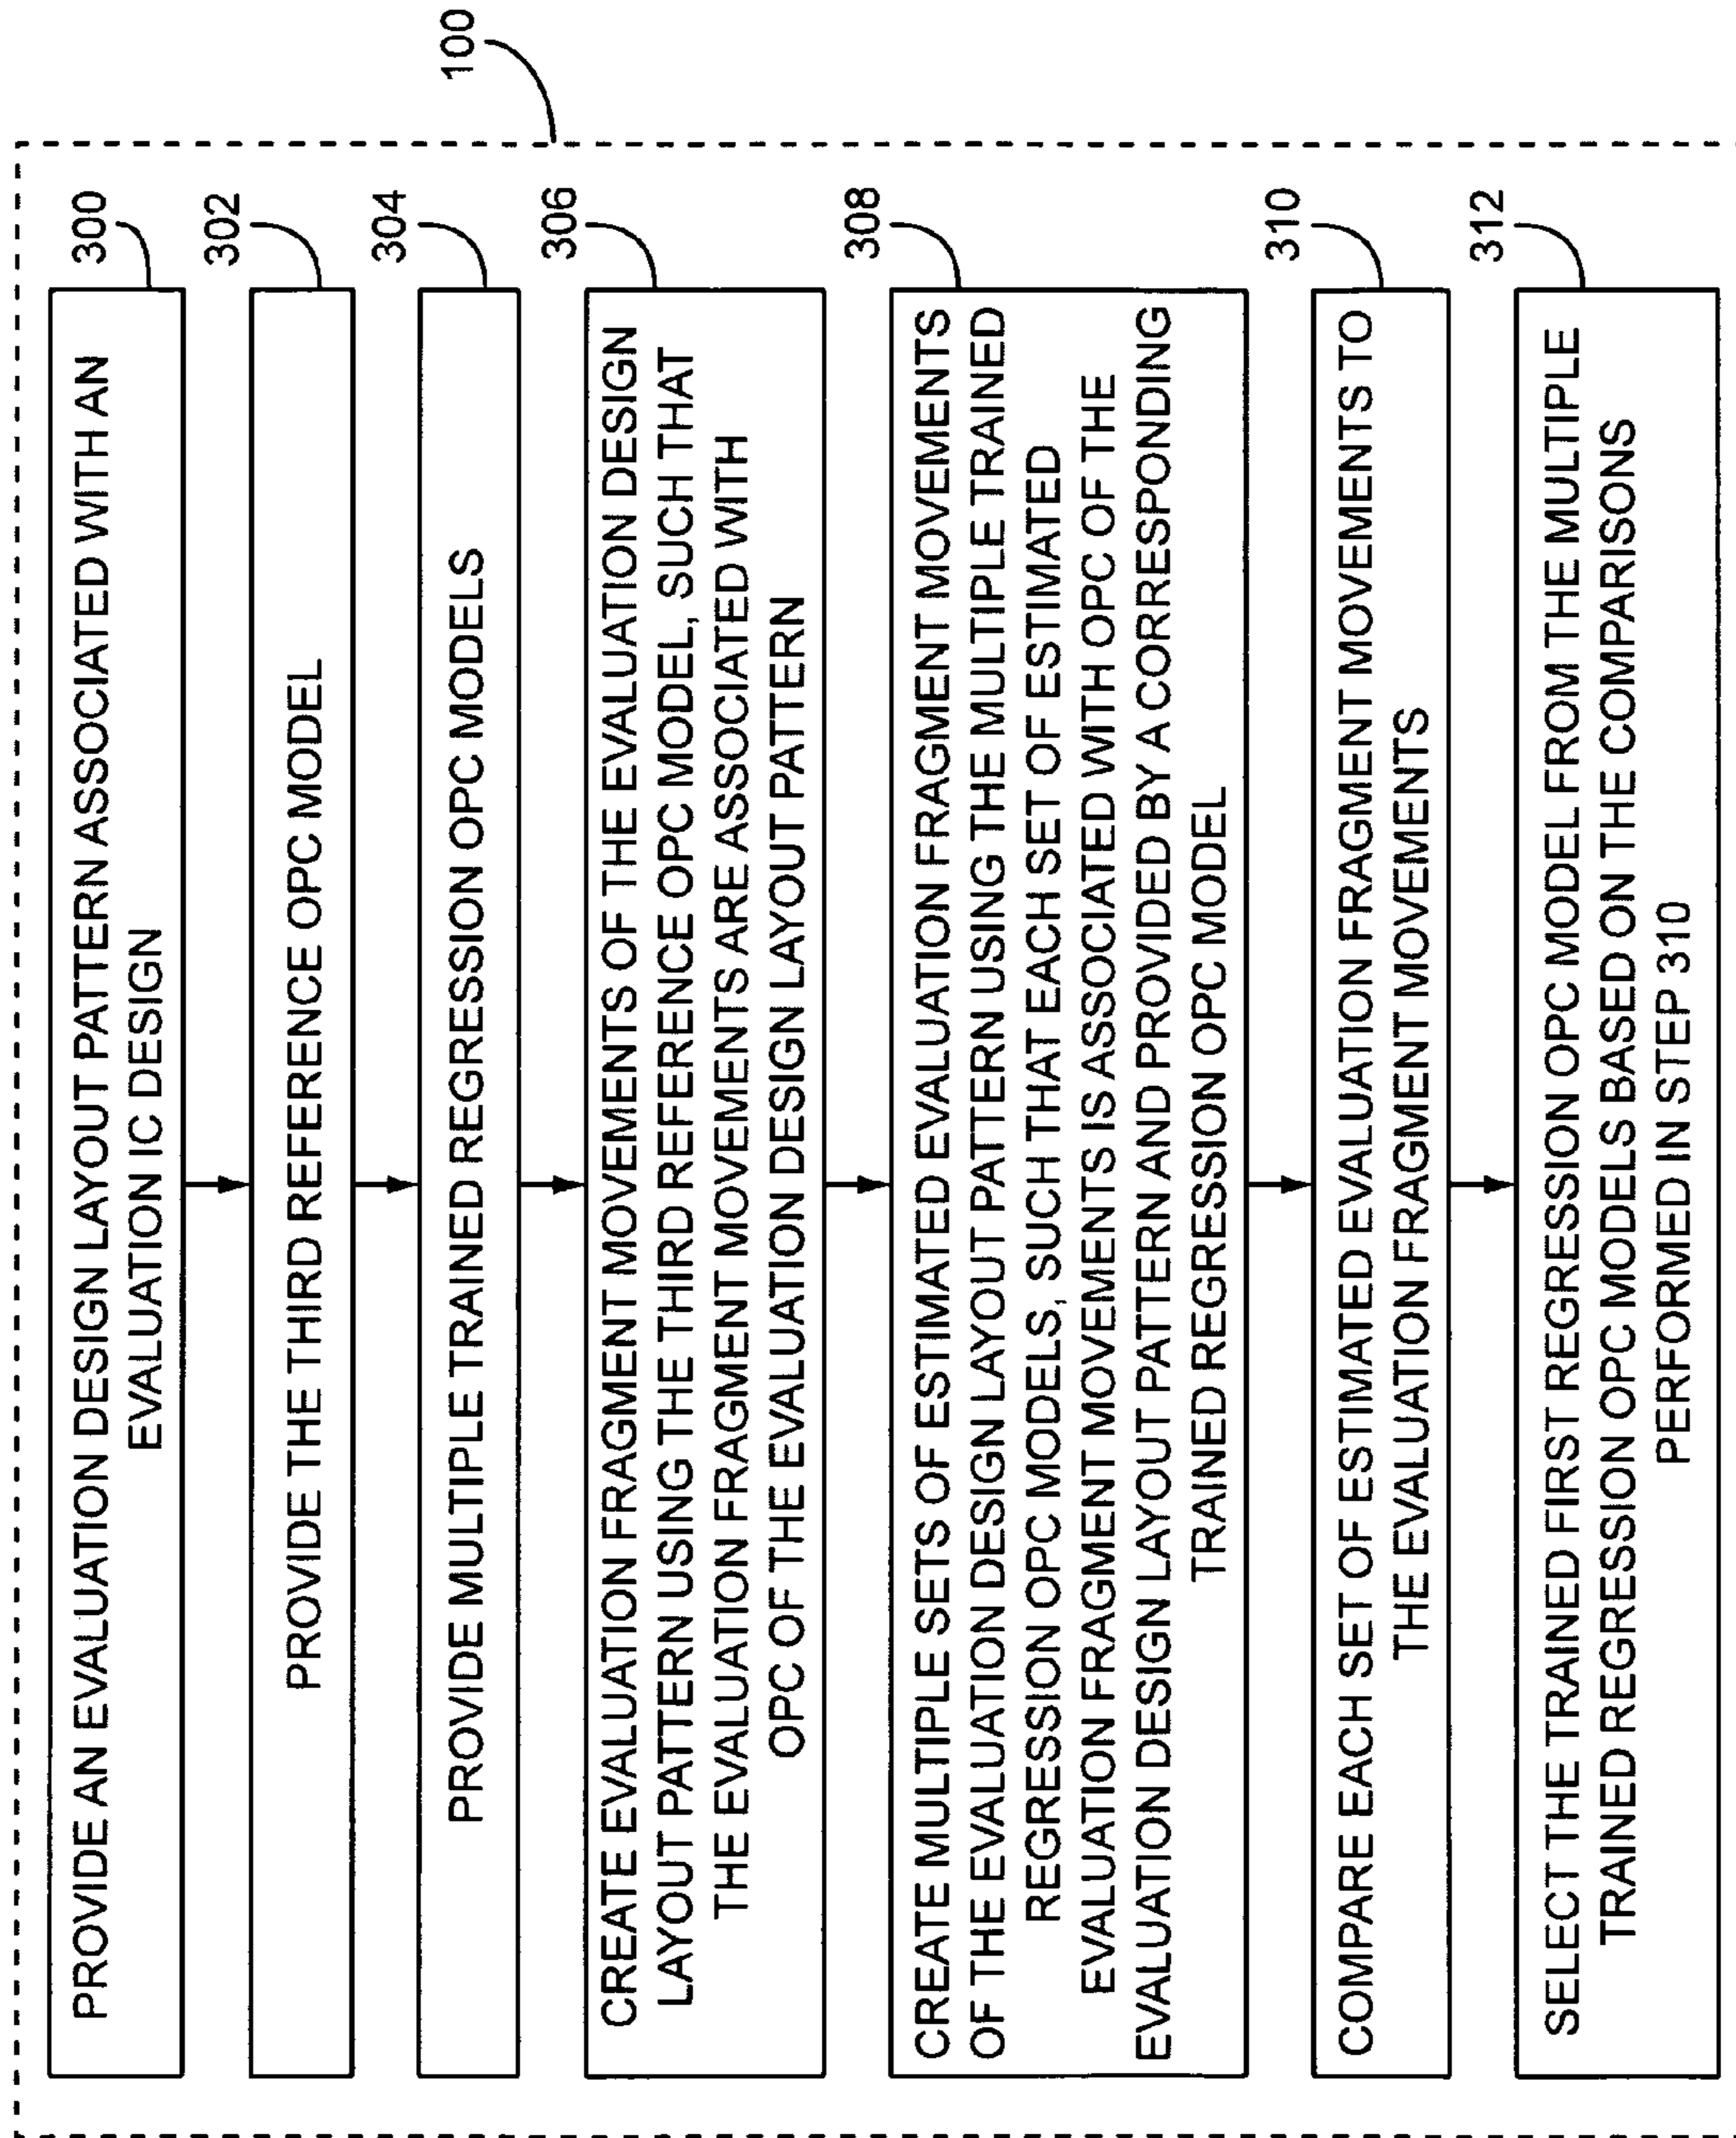 100
300
PROVIDE AN EVALUATION DESIGN LAYOUT PATTERN ASSOCIATED WITH AN
EVALUATION IC DESIGN
302
PROVIDE THE THIRD REFERENCE OPC MODEL
304
PROVIDE MULTIPLE TRAINED REGRESSION OPC MODELS
306
CREATE EVALUATION FRAGMENT MOVEMENTS OF THE EVALUATION DESIGN
LAYOUT PATTERN USING THE THIRD REFERENCE OPC MODEL, SUCH THAT
THE EVALUATION FRAGMENT MOVEMENTS ARE ASSOCIATED WITH
OPC OF THE EVALUATION DESIGN LAYOUT PATTERN
308
CREATE MULTIPLE SETS OF ESTIMATED EVALUATION FRAGMENT MOVEMENTS
OF THE EVALUATION DESIGN LAYOUT PATTERN USING THE MULTIPLE TRAINED
REGRESSION OPC MODELS, SUCH THAT EACH SET OF ESTIMATED
EVALUATION FRAGMENT MOVEMENTS IS ASSOCIATED WITH OPC OF THE
EVALUATION DESIGN LAYOUT PATTERN AND PROVIDED BY A CORRESPONDING
TRAINED REGRESSION OPC MODEL
310
COMPARE EACH SET OF ESTIMATED EVALUATION FRAGMENT MOVEMENTS TO
THE EVALUATION FRAGMENT MOVEMENTS
312
SELECT THE TRAINED FIRST REGRESSION OPC MODEL FROM THE MULTIPLE
TRAINED REGRESSION OPC MODELS BASED ON THE COMPARISONS
PERFORMED IN STEP 310